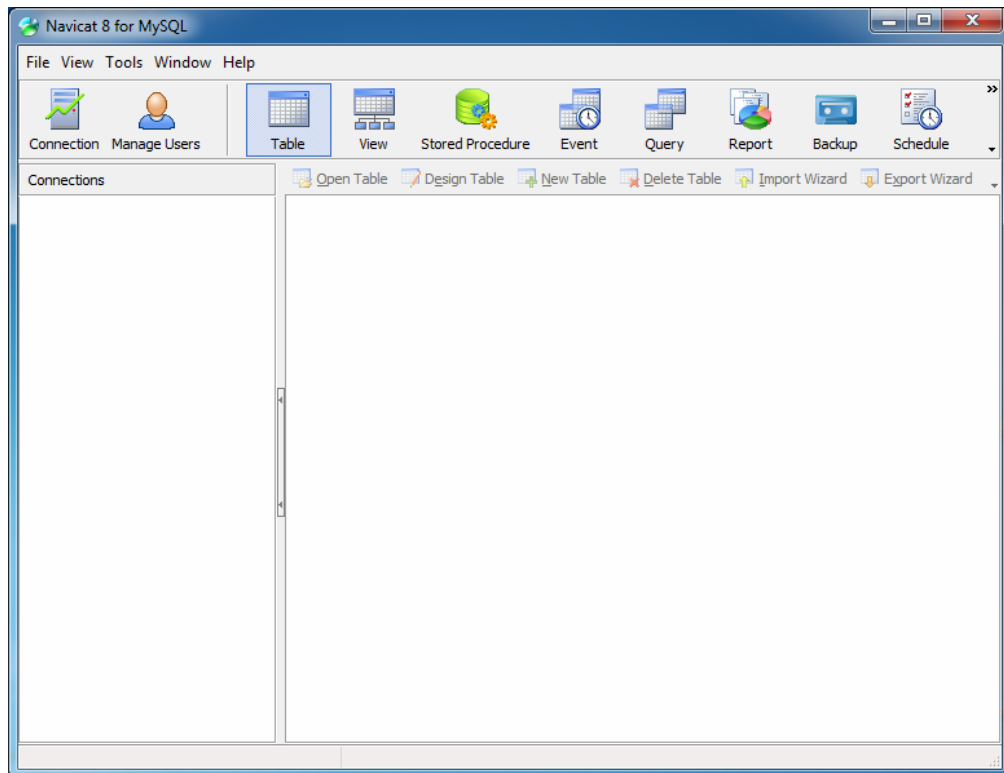 Navicat 8 for MySQL
File View Tools Window Help
Connection Manage Users Table View Stored Procedure Event Query Report Backup Schedule
Connections Open Table Design Table New Table Delete Table Import Wizard Export Wizard